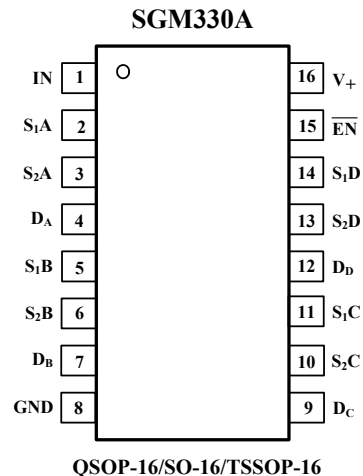 SGM330A
IN 1 16 V+
S1A 2 15 EN
S2A 3 14 S1D
DA 4 13 S2D
S1B 5 12 DD
S2B 6 11 S1C
DB 7 10 S2C
GND 8 9 DC
QSOP-16/SO-16/TSSOP-16